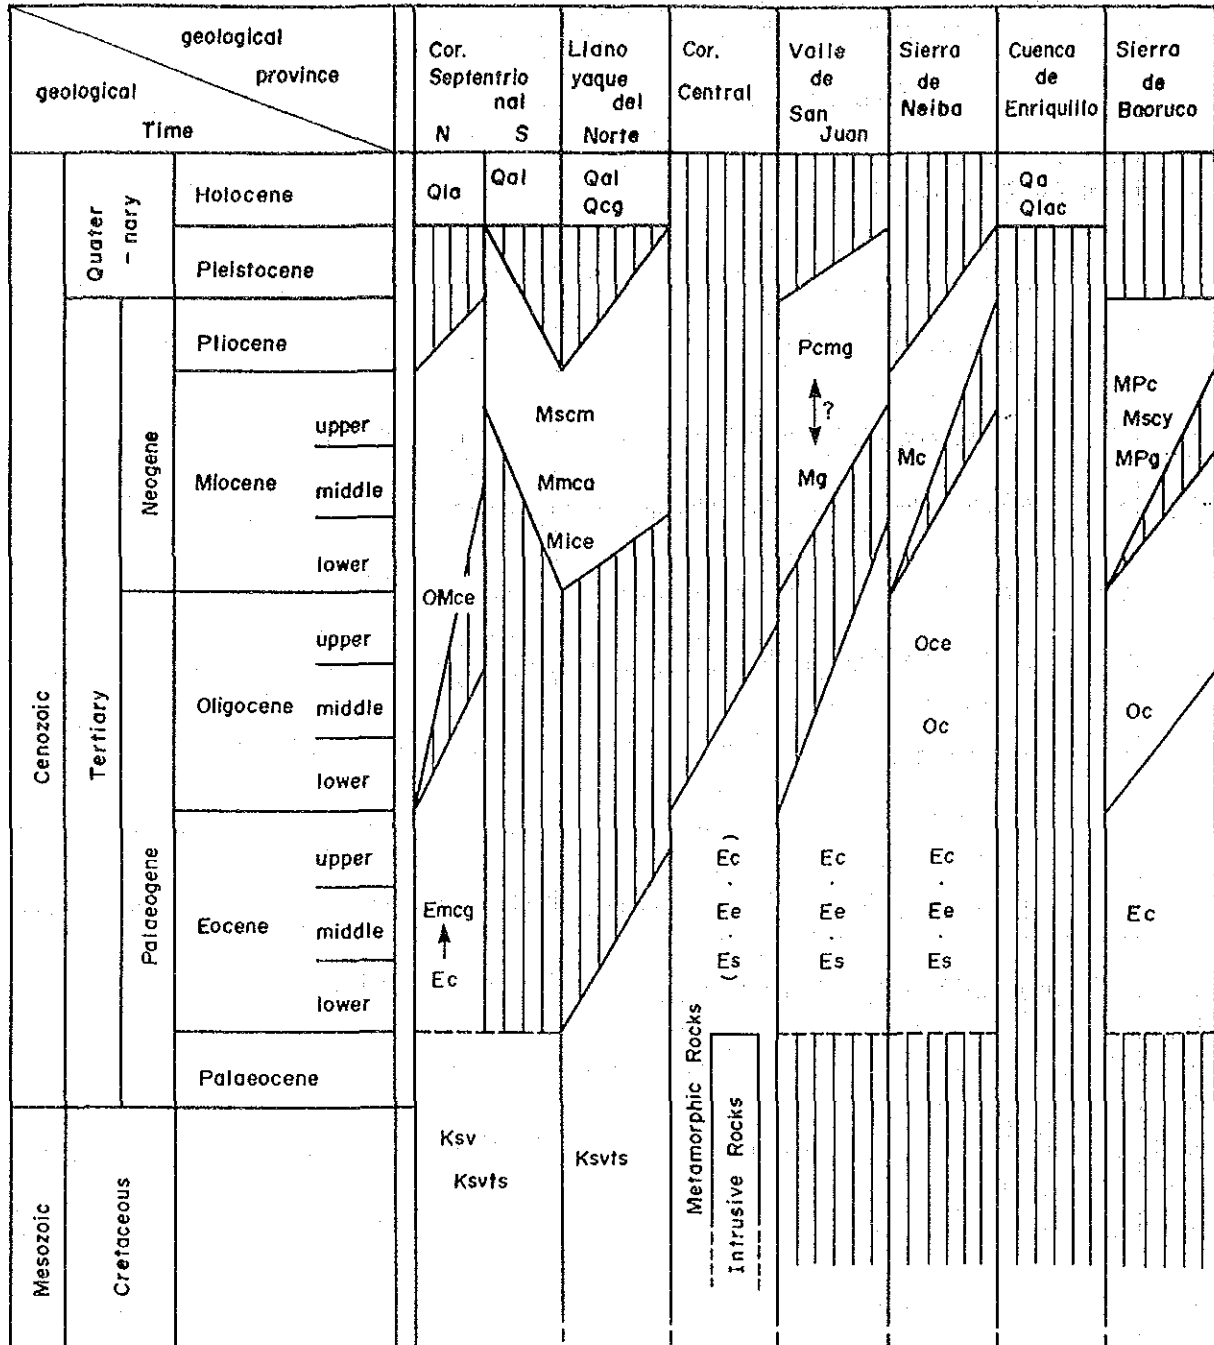 geological
province
geological
Time
Cor.
Septentrio
nal
N S
Llano
yaque
del
Norte
Cor.
Central
Valle
de
San
Juan
Sierra
de
Neiba
Cuenca
de
Enriquillo
Sierra
de
Baoruco
Cenozoic
Mesozoic
Quater
- nary
Tertiary
Cretaceous
Neogene
Palaeogene
Holocene
Pleistocene
Pliocene
Miocene
upper
middle
lower
Oligocene
upper
middle
lower
Eocene
upper
middle
lower
Palaeocene
Qla
OMce
Emcg
Ec
Ksv
Ksvts
Qal
Qal
Qcg
Mscm
Mmca
Mice
Ksvts
(Ec
.
Ee
.
Es)
Metamorphic Rocks
Intrusive Rocks
Pcmg
?
Mg
Ec
.
Ee
.
Es
Mc
Oce
Oc
Ec
.
Ee
.
Es
Qa
Qlac
MPc
Mscy
MPg
Oc
Ec